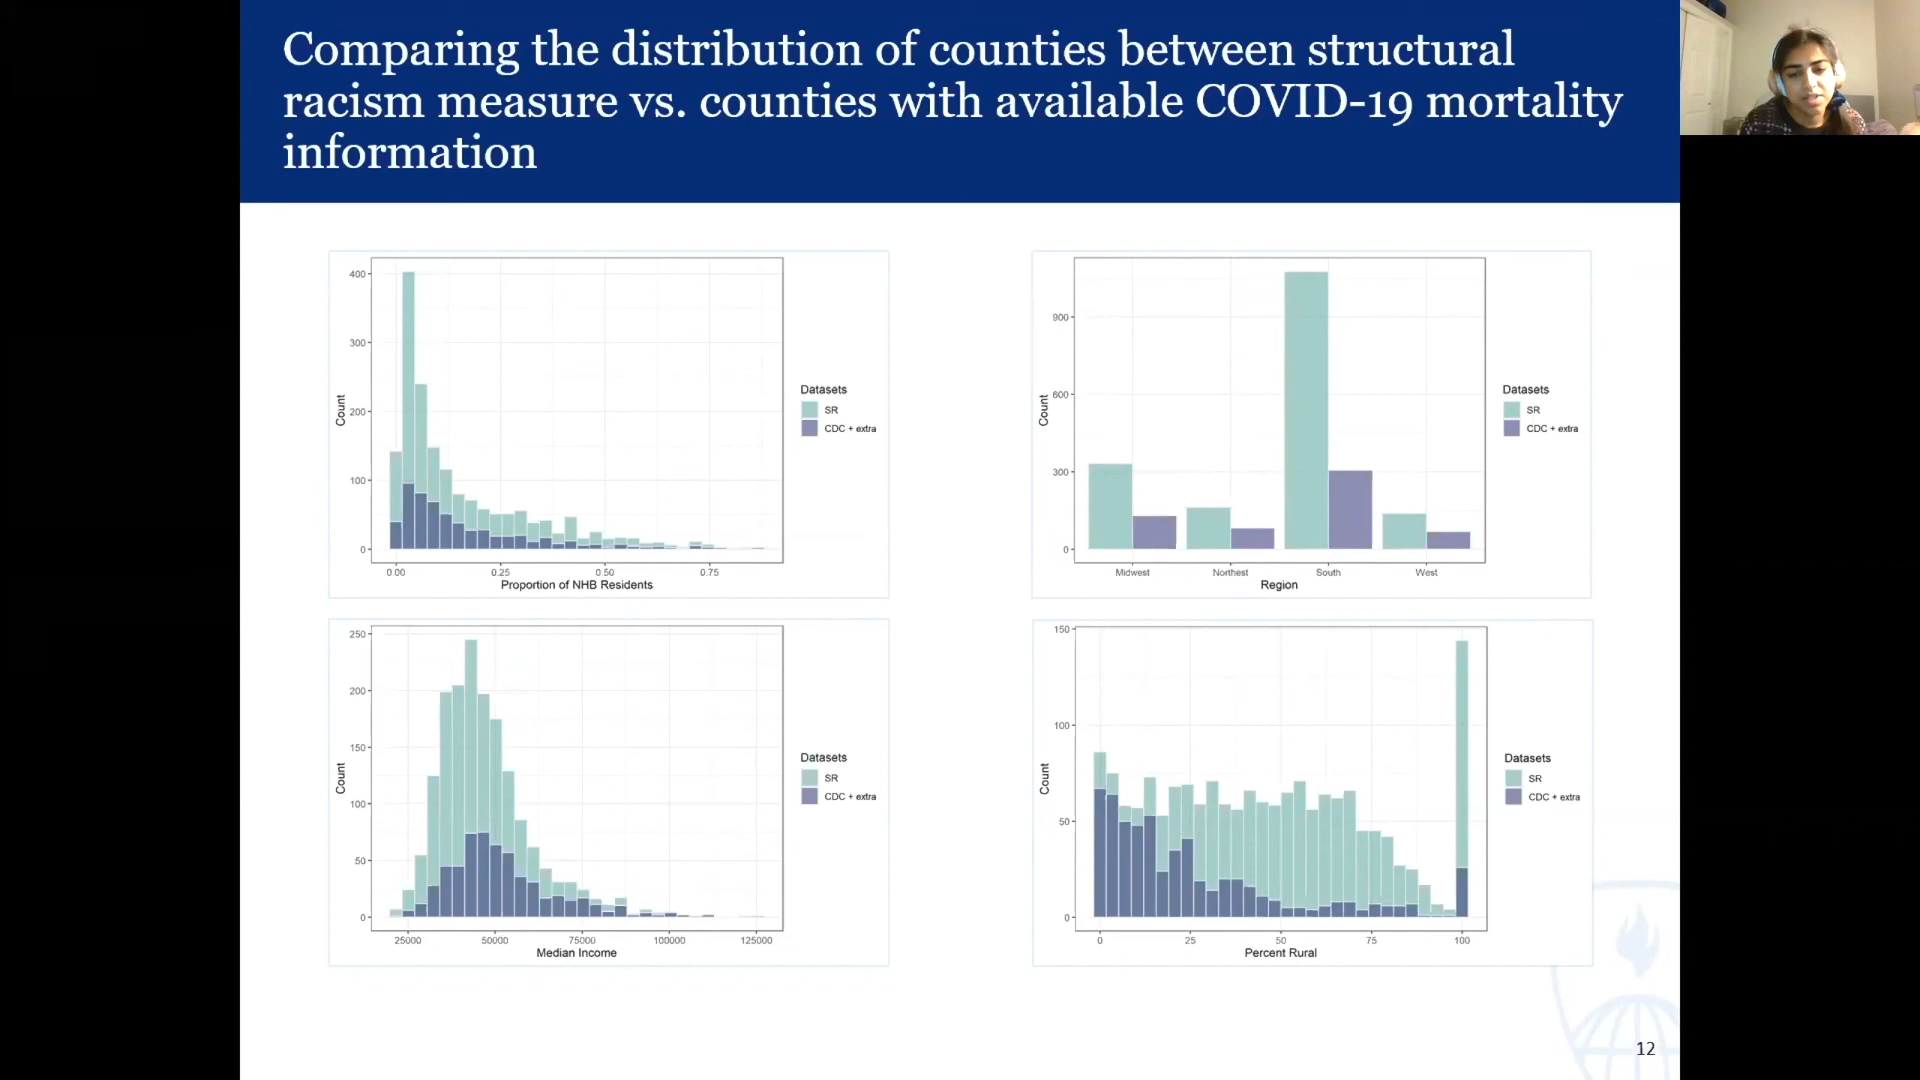 Comparing the distribution of counties between structural
racism measure vs. counties with available COVID-19 mortality
information
400
300
200
100
0
Count
0.00 0.25 0.50 0.75
Proportion of NHB Residents
Datasets
SR
CDC + extra
900
600
300
0
Count
Midwest Northest South West
Region
Datasets
SR
CDC + extra
250
200
150
100
50
0
Count
25000 50000 75000 100000 125000
Median Income
Datasets
SR
CDC + extra
150
100
50
0
Count
0 25 50 75 100
Percent Rural
Datasets
SR
CDC + extra
12